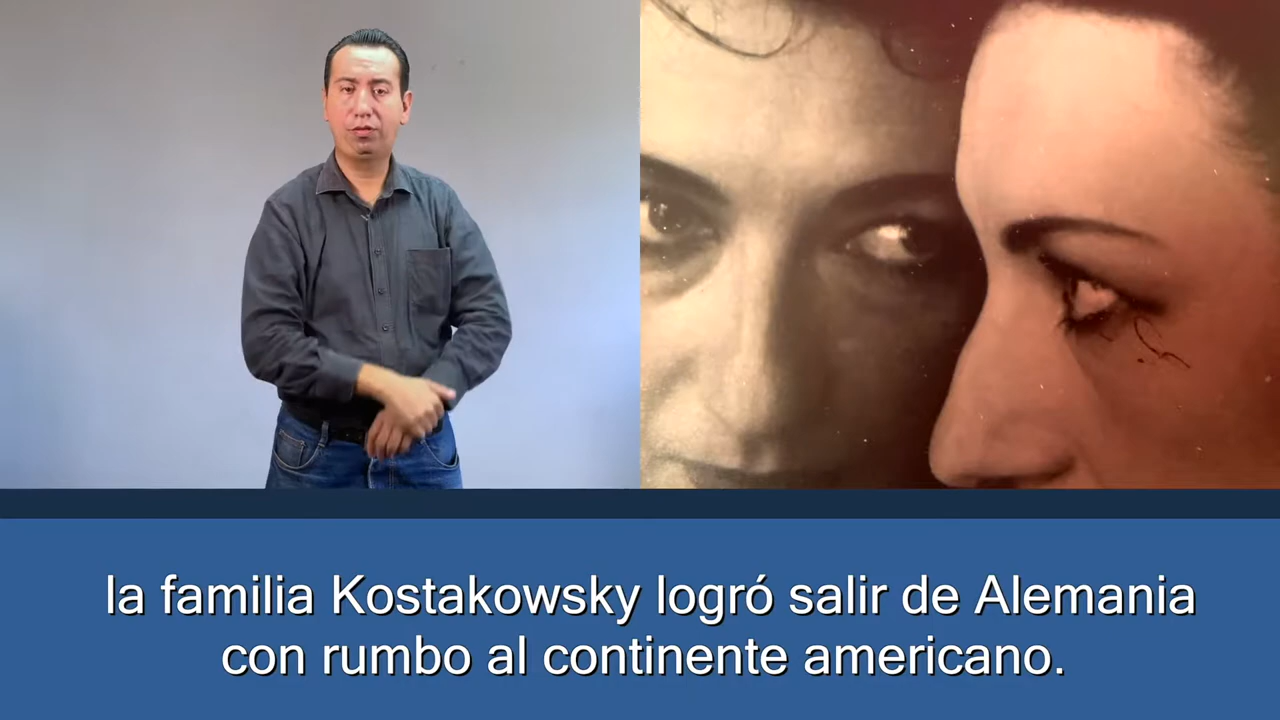 la familia Kostakowsky logró salir de Alemania
con rumbo al continente americano.